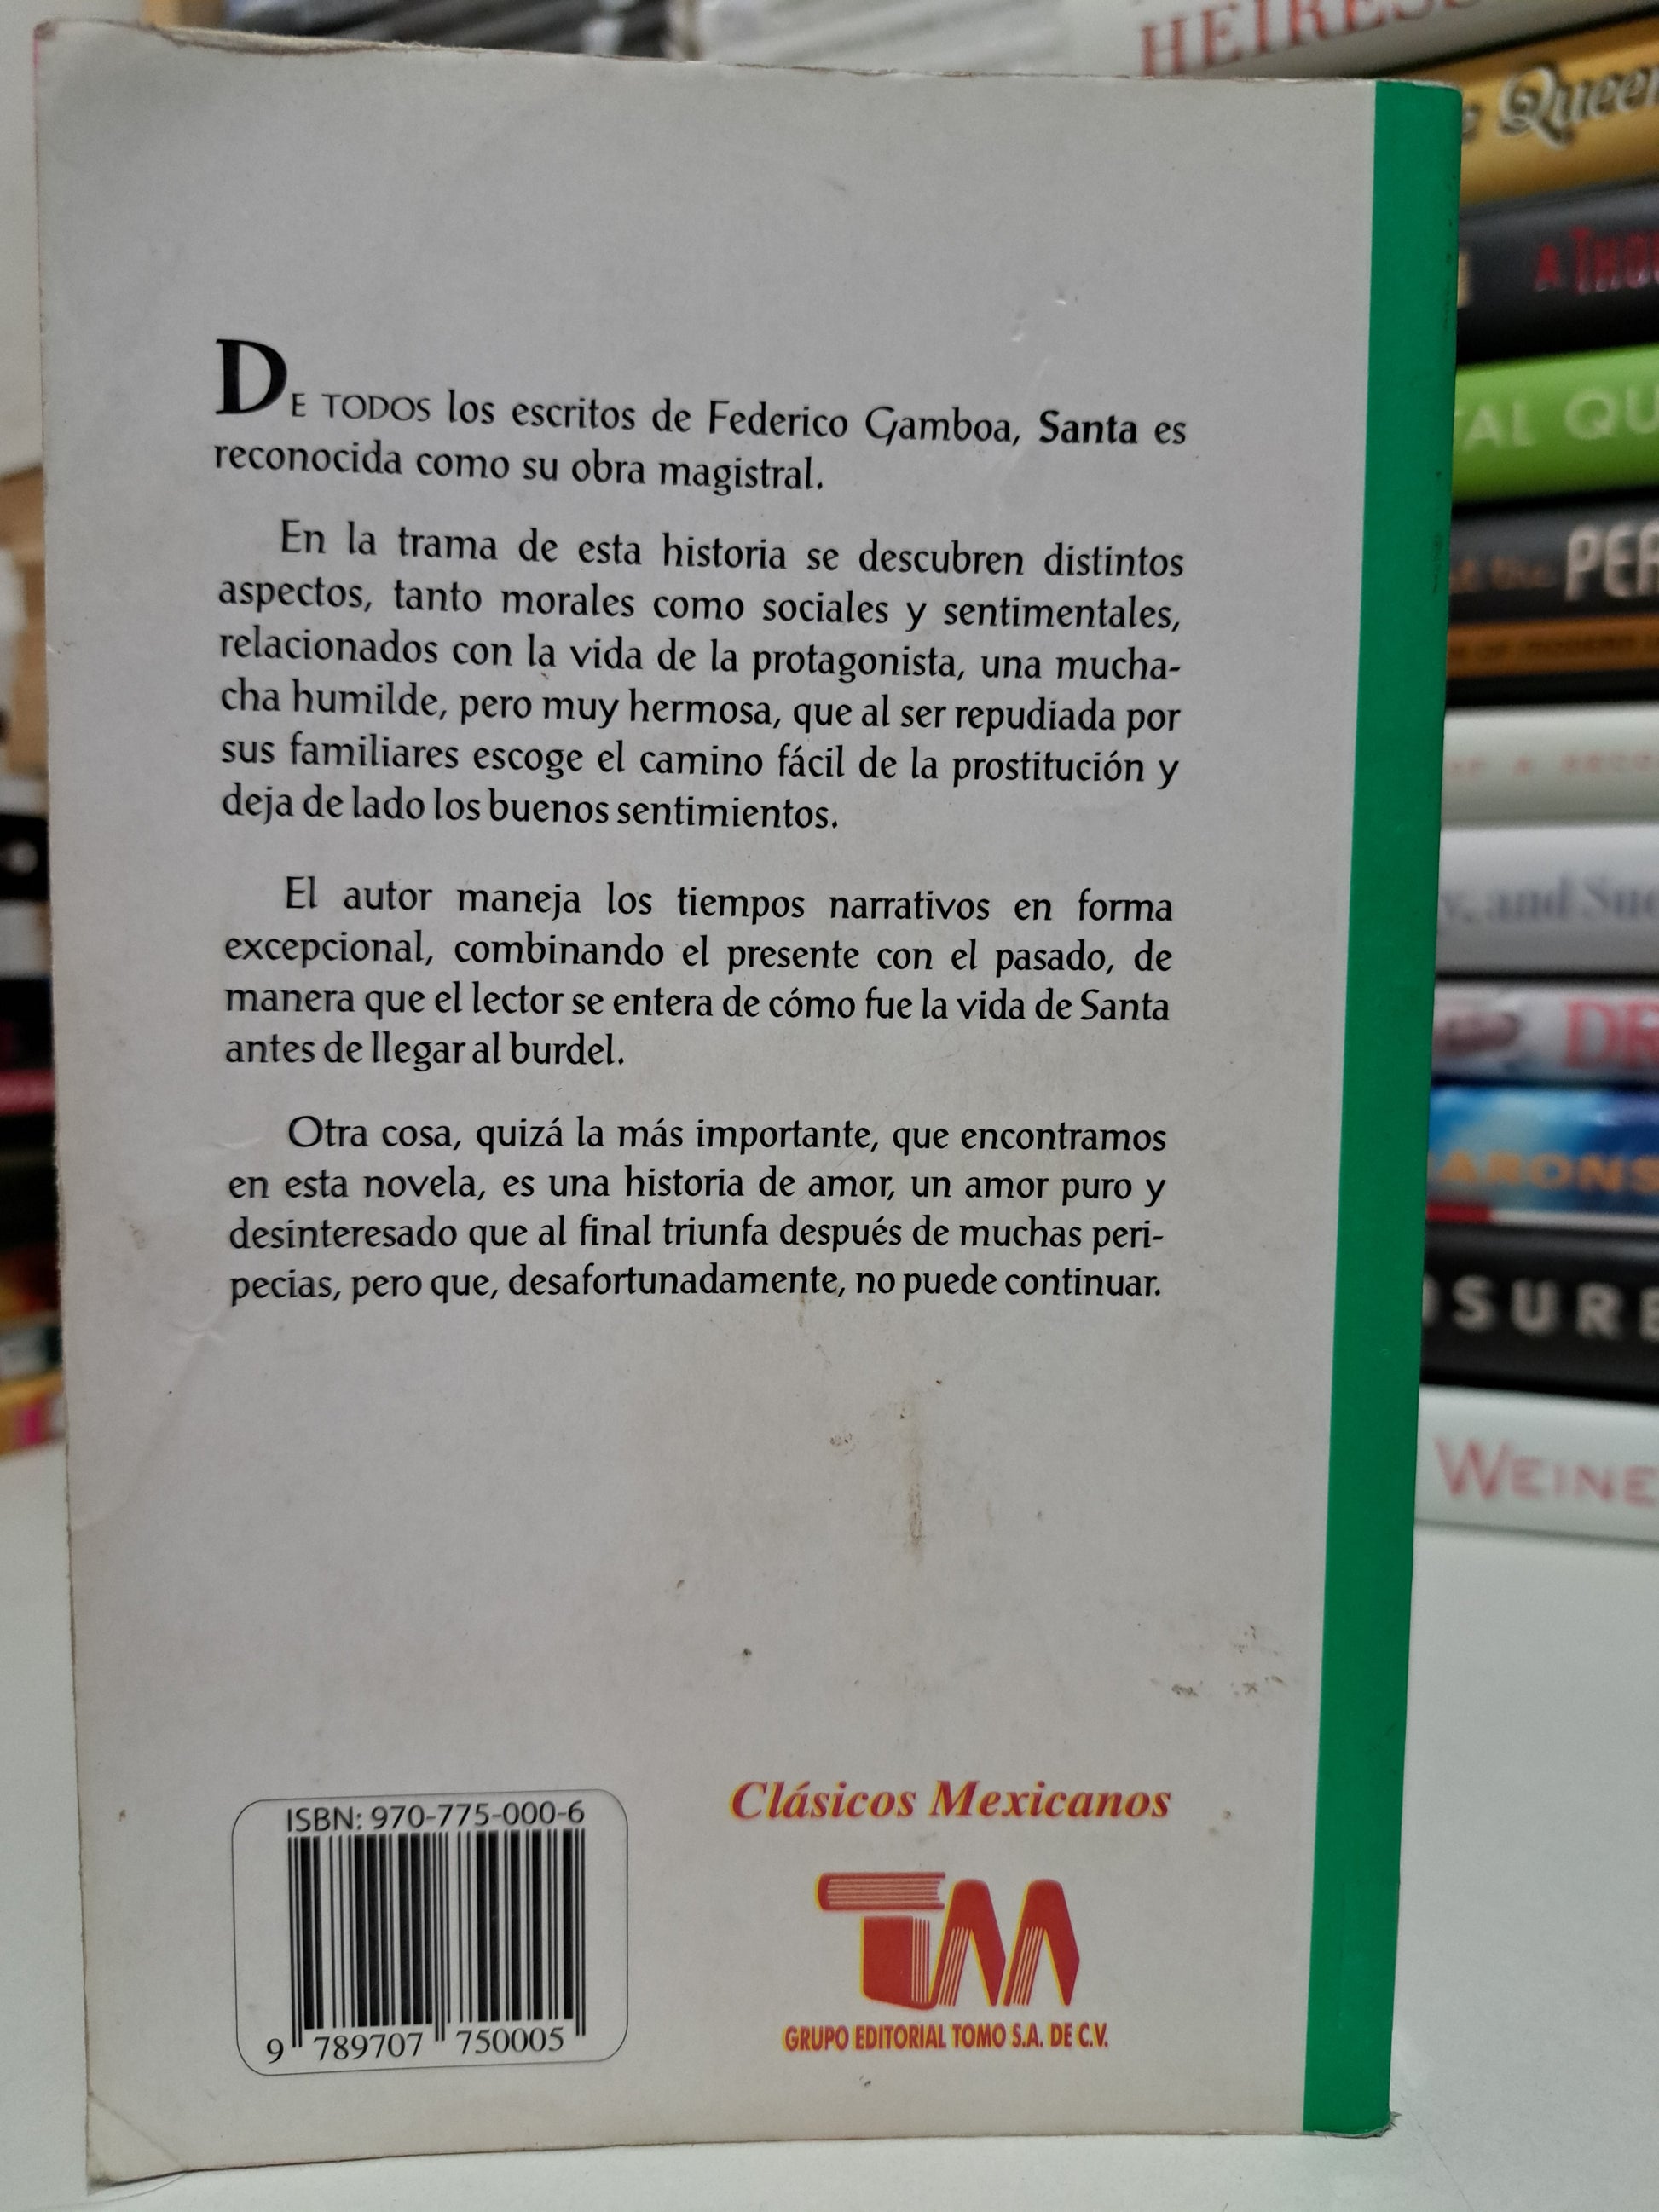 HEIRESS
Queen
DE TODOS los escritos de Federico Gamboa, Santa es
reconocida como su obra magistral.
En la trama de esta historia se descubren distintos
aspectos, tanto morales como sociales y sentimentales,
relacionados con la vida de la protagonista, una mucha-
cha humilde, pero muy hermosa, que al ser repudiada por
sus familiares escoge el camino fácil de la prostitución y
deja de lado los buenos sentimientos.
El autor maneja los tiempos narrativos en forma
excepcional, combinando el presente con el pasado, de
manera que el lector se entera de cómo fue la vida de Santa
antes de llegar al burdel.
Otra cosa, quizá la más importante, que encontramos
en esta novela, es una historia de amor, un amor puro y
desinteresado que al final triunfa después de muchas peri-
pecias, pero que, desafortunadamente, no puede continuar.
ISBN: 970-775-000-6
9 789707 750005
Clásicos Mexicanos
TM
GRUPO EDITORIAL TOMO S.A. DE C.V.
A THOU
TAL QU
PER
y, and Suc
DR
ARONS
OSURE
WEINE